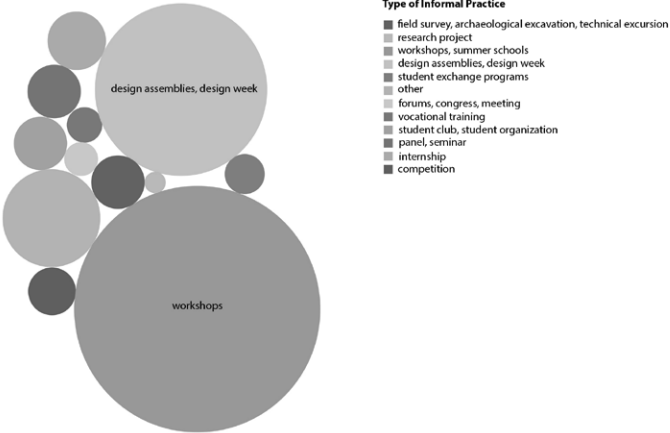 Type of Informal Practice
field survey, archaeological excavation, technical excursion
research project
workshops, summer schools
design assemblies, design week
student exchange programs
other
forums, congress, meeting
vocational training
student club, student organization
panel, seminar
internship
competition
design assemblies, design week
workshops